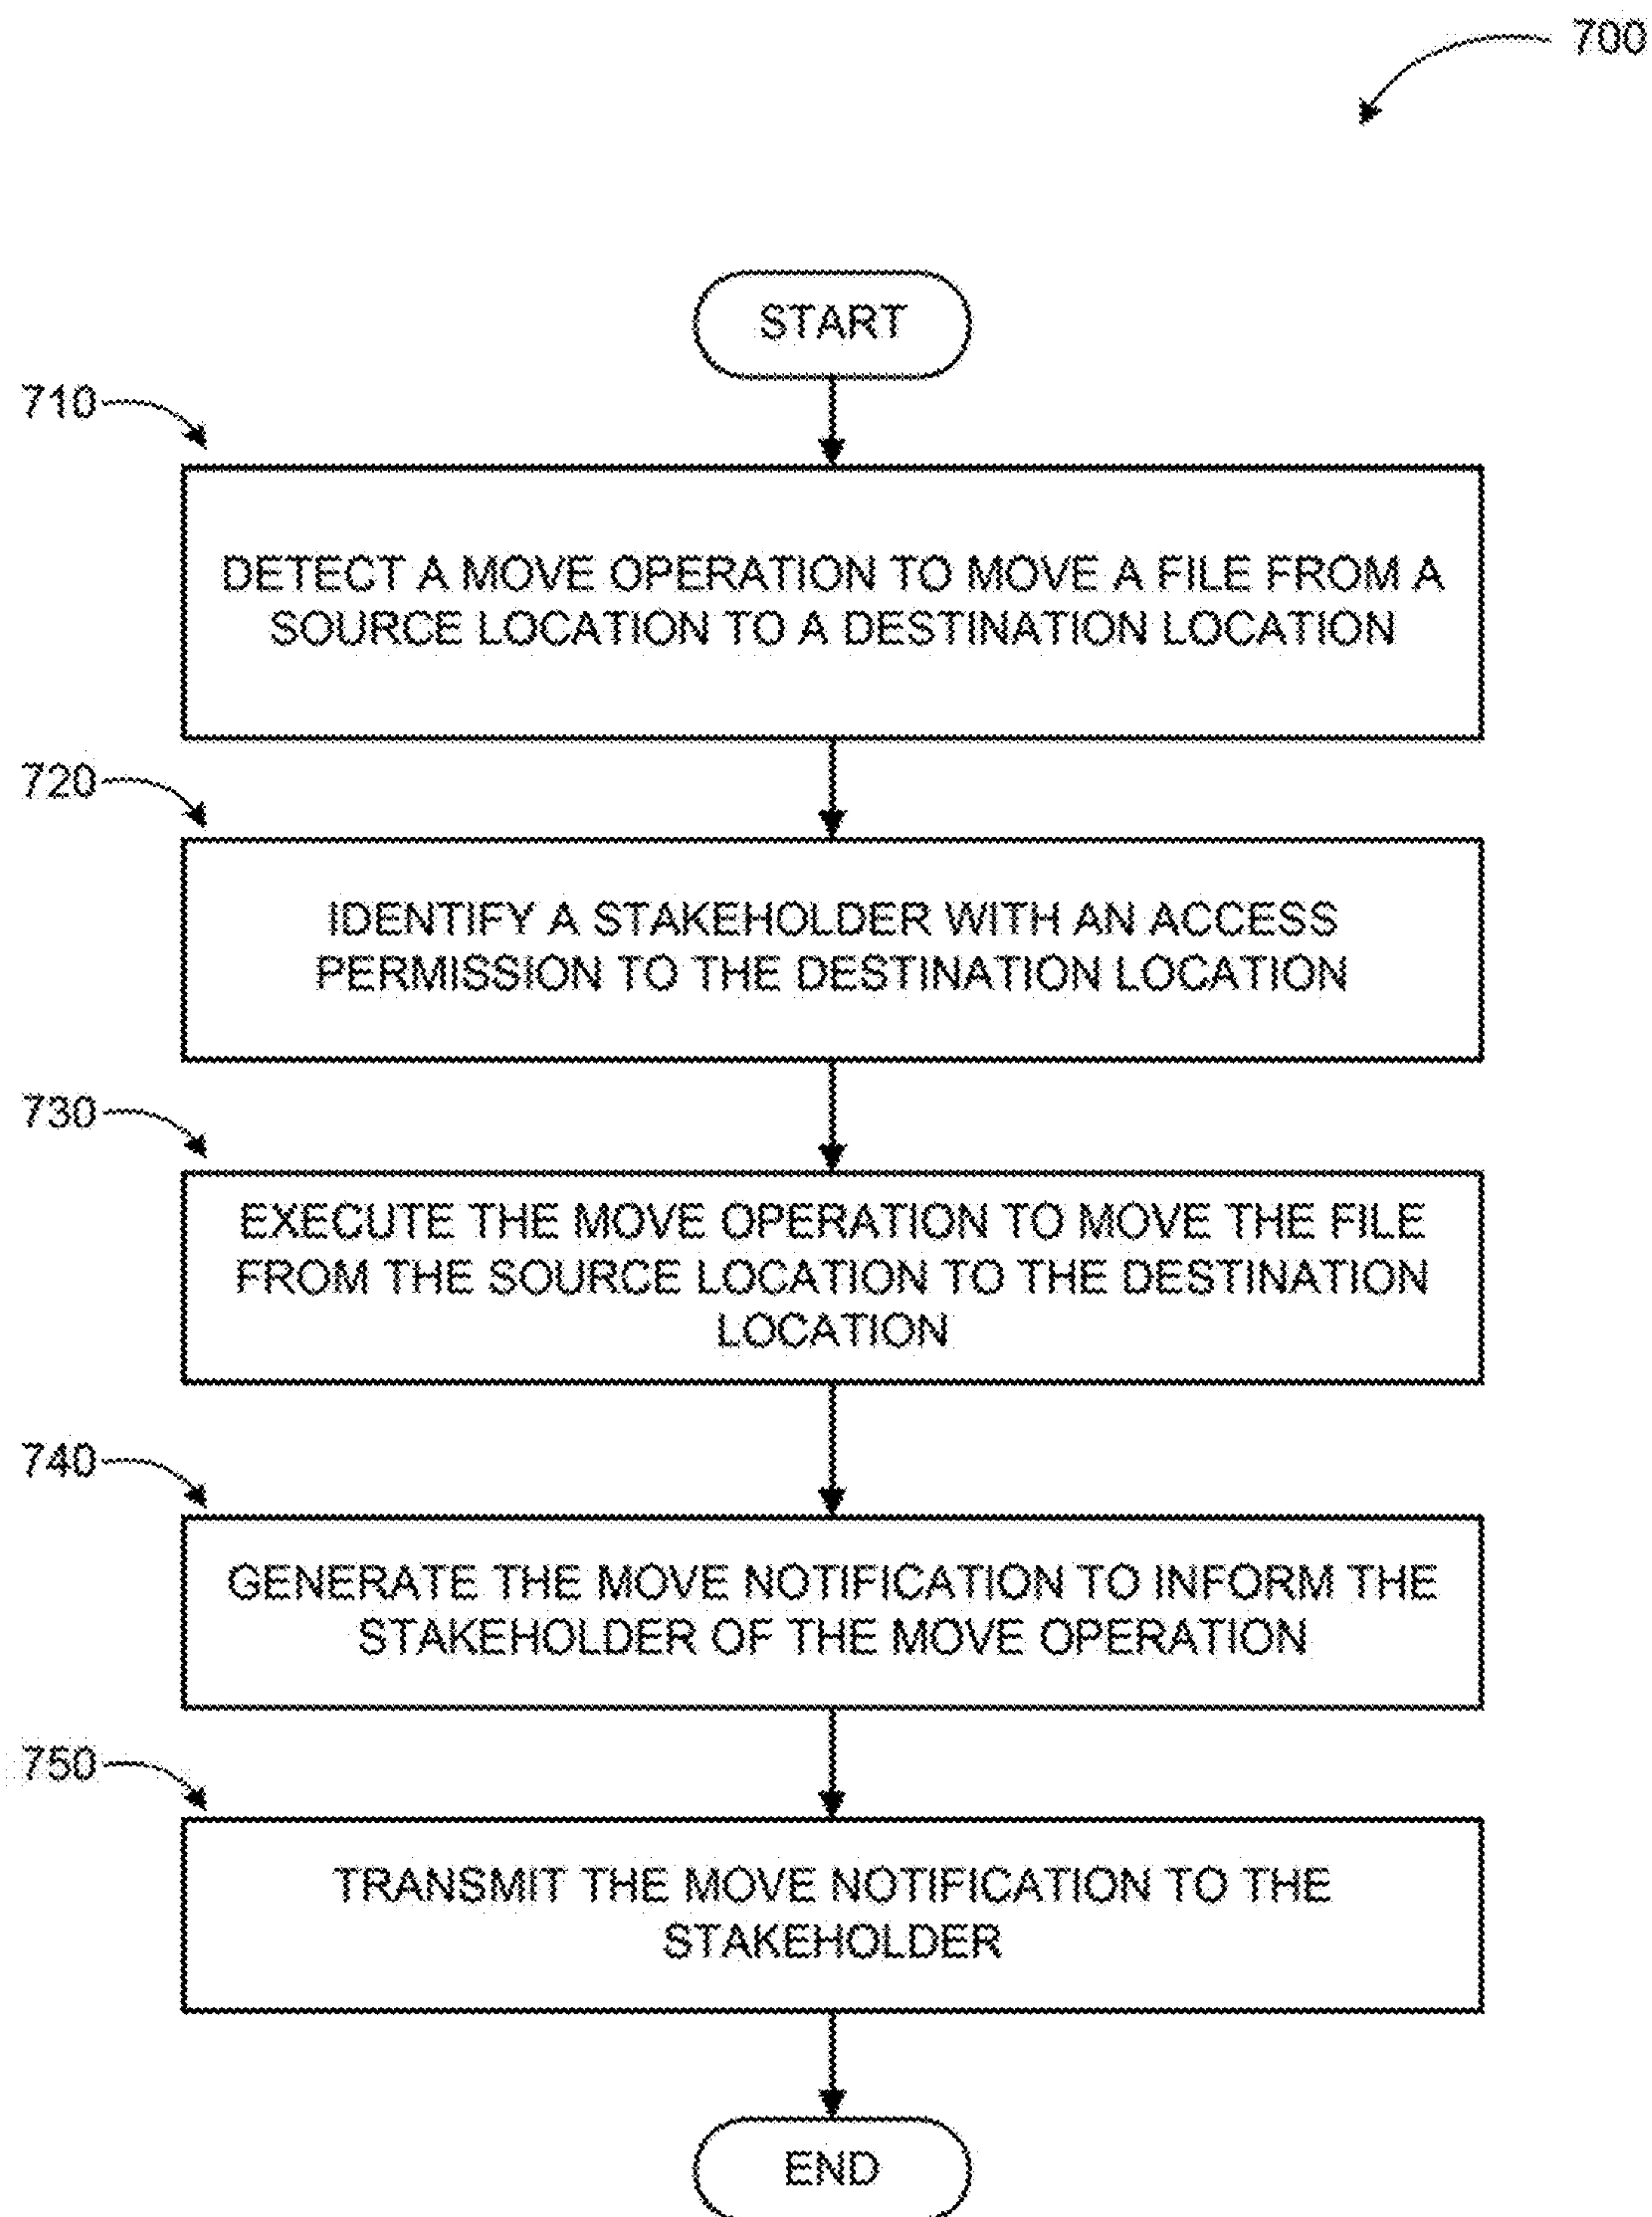 700
START
710
DETECT A MOVE OPERATION TO MOVE A FILE FROM A
SOURCE LOCATION TO A DESTINATION LOCATION
720
IDENTIFY A STAKEHOLDER WITH AN ACCESS
PERMISSION TO THE DESTINATION LOCATION
730
EXECUTE THE MOVE OPERATION TO MOVE THE FILE
FROM THE SOURCE LOCATION TO THE DESTINATION
LOCATION
740
GENERATE THE MOVE NOTIFICATION TO INFORM THE
STAKEHOLDER OF THE MOVE OPERATION
750
TRANSMIT THE MOVE NOTIFICATION TO THE
STAKEHOLDER
END